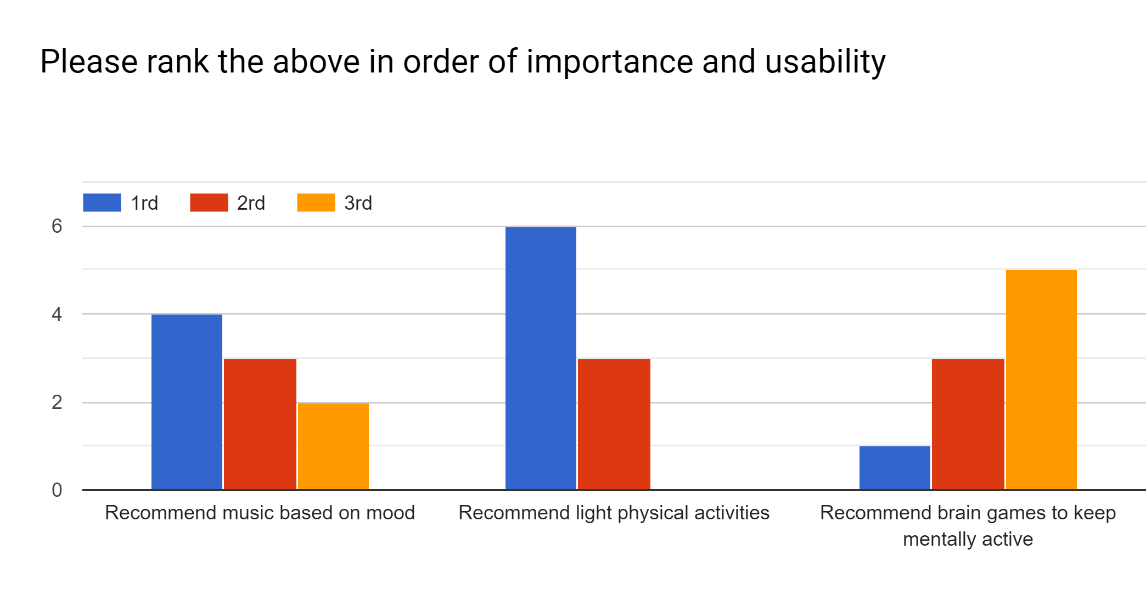 Please rank the above in order of importance and usability
1rd 2rd 3rd
6
4
2
0
Recommend music based on mood
Recommend light physical activities
Recommend brain games to keep
mentally active